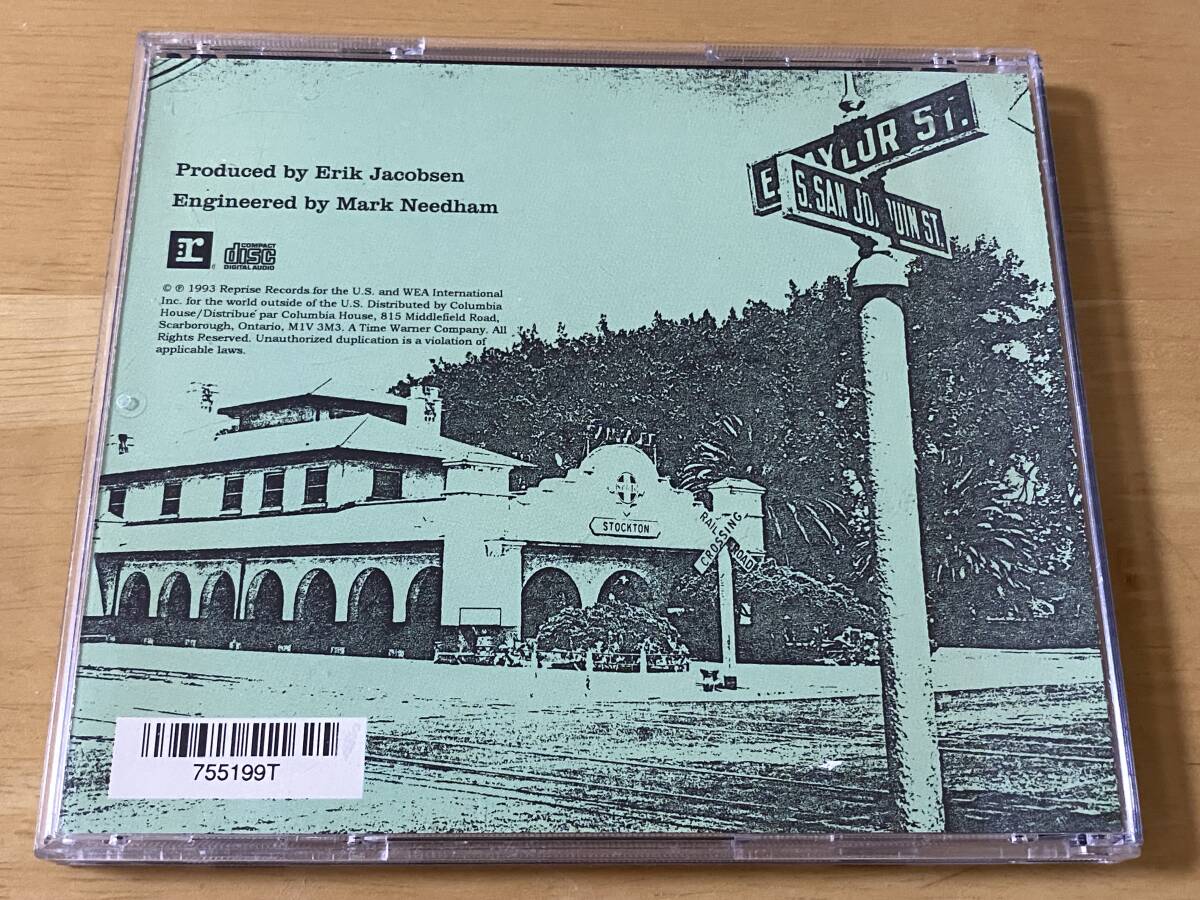 Produced by Erik Jacobsen
Engineered by Mark Needham
r
COMPACT
disc
DIGITAL AUDIO
© ℗ 1993 Reprise Records for the U.S. and WEA International
Inc. for the world outside of the U.S. Distributed by Columbia
House/Distribué par Columbia House, 815 Middlefield Road,
Scarborough, Ontario, M1V 3M3. A Time Warner Company. All
Rights Reserved. Unauthorized duplication is a violation of
applicable laws.
ST.
S. SAN
ST.
STOCKTON
RAILROAD
CROSSING
755199T